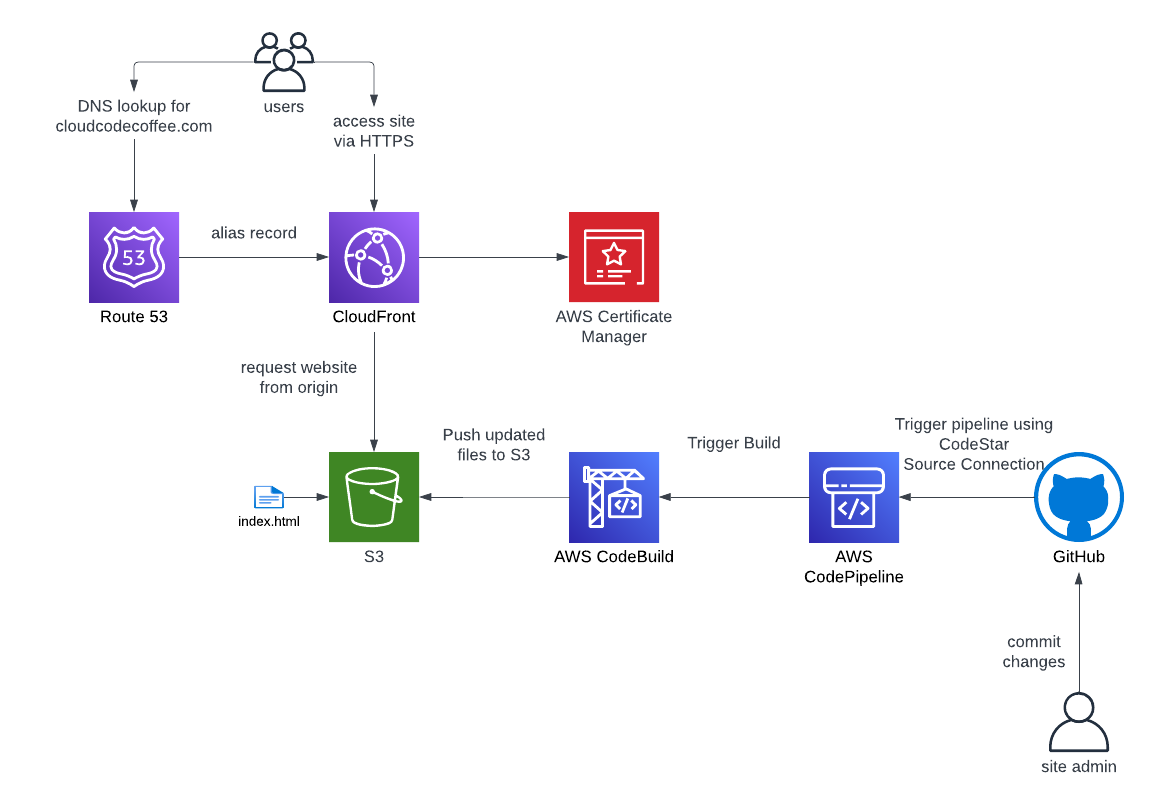 users
DNS lookup for
cloudcodecoffee.com
access site
via HTTPS
alias record
53
Route 53
CloudFront
AWS Certificate
Manager
request website
from origin
Push updated
files to S3
Trigger Build
Trigger pipeline using
CodeStar
Source Connection
index.html
</>
</>
</>
S3
AWS CodeBuild
AWS
CodePipeline
GitHub
commit
changes
site admin